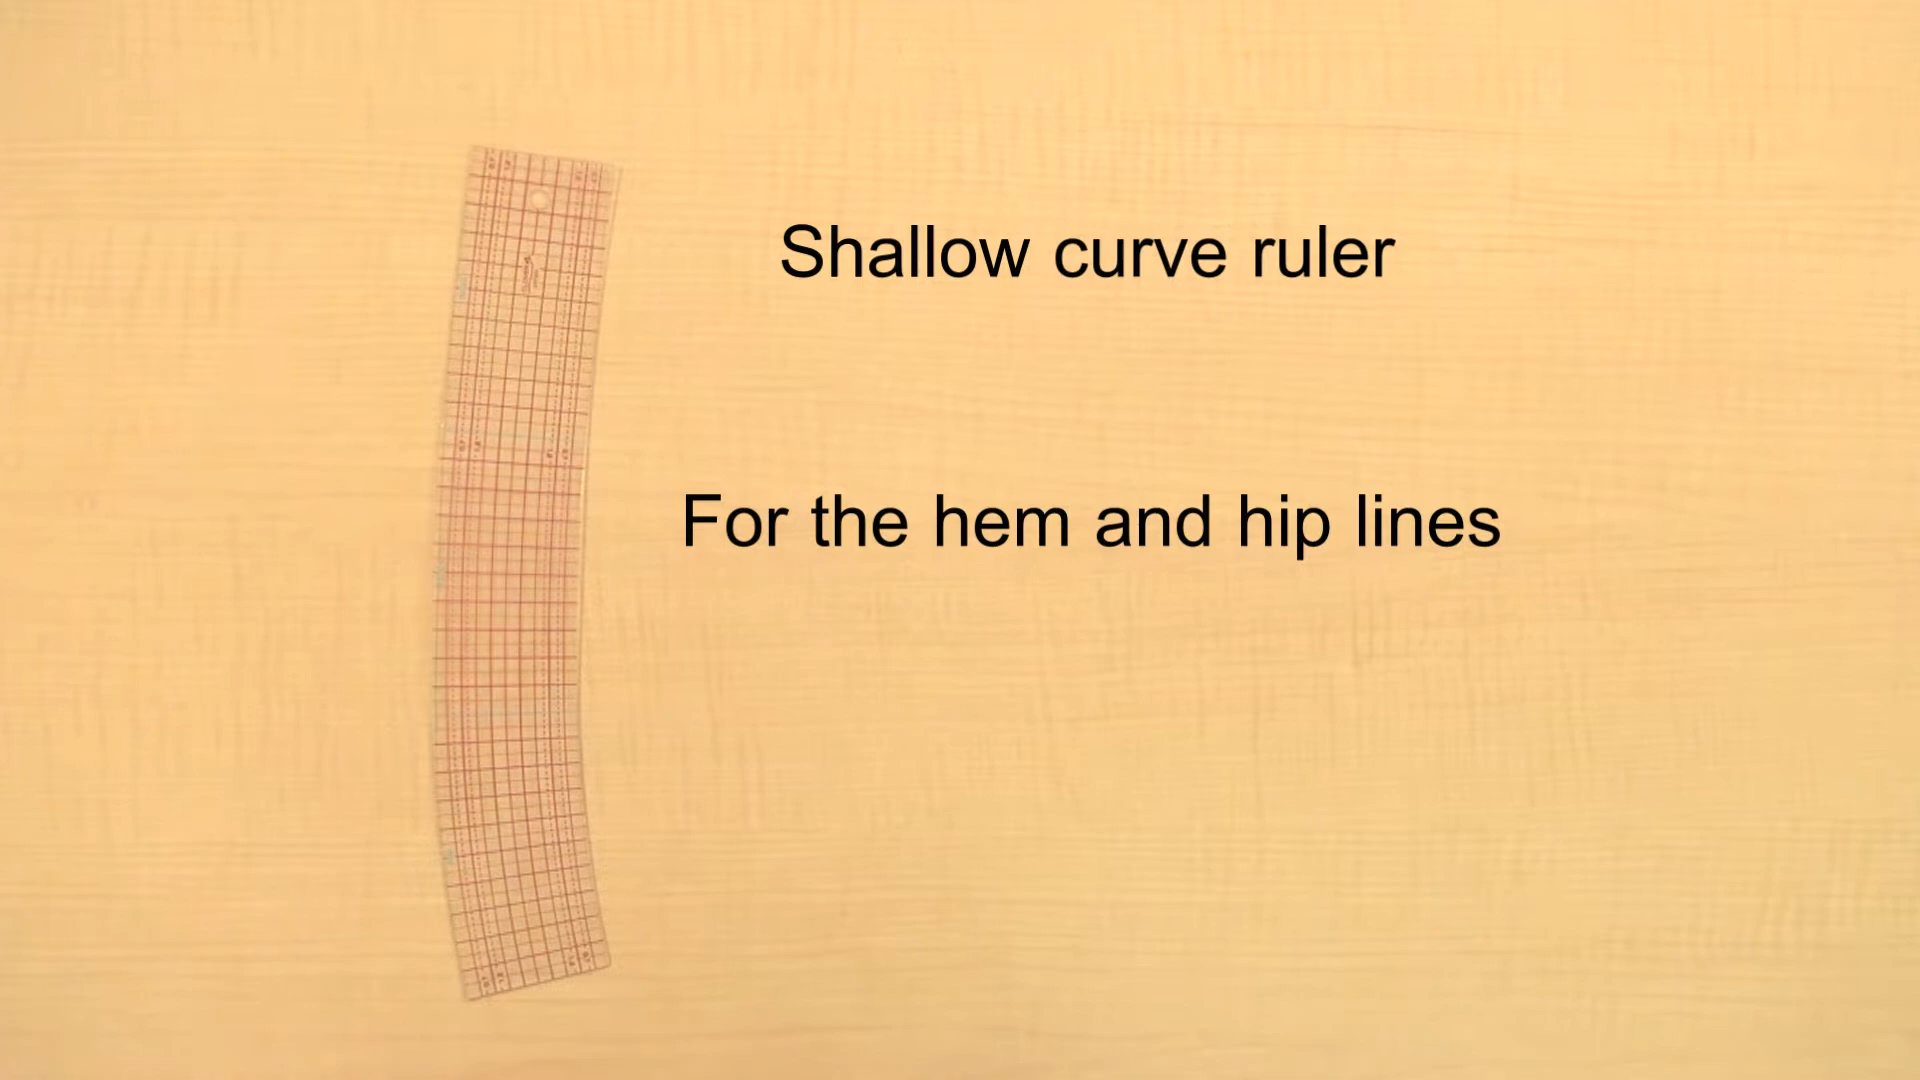 Shallow curve ruler
For the hem and hip lines